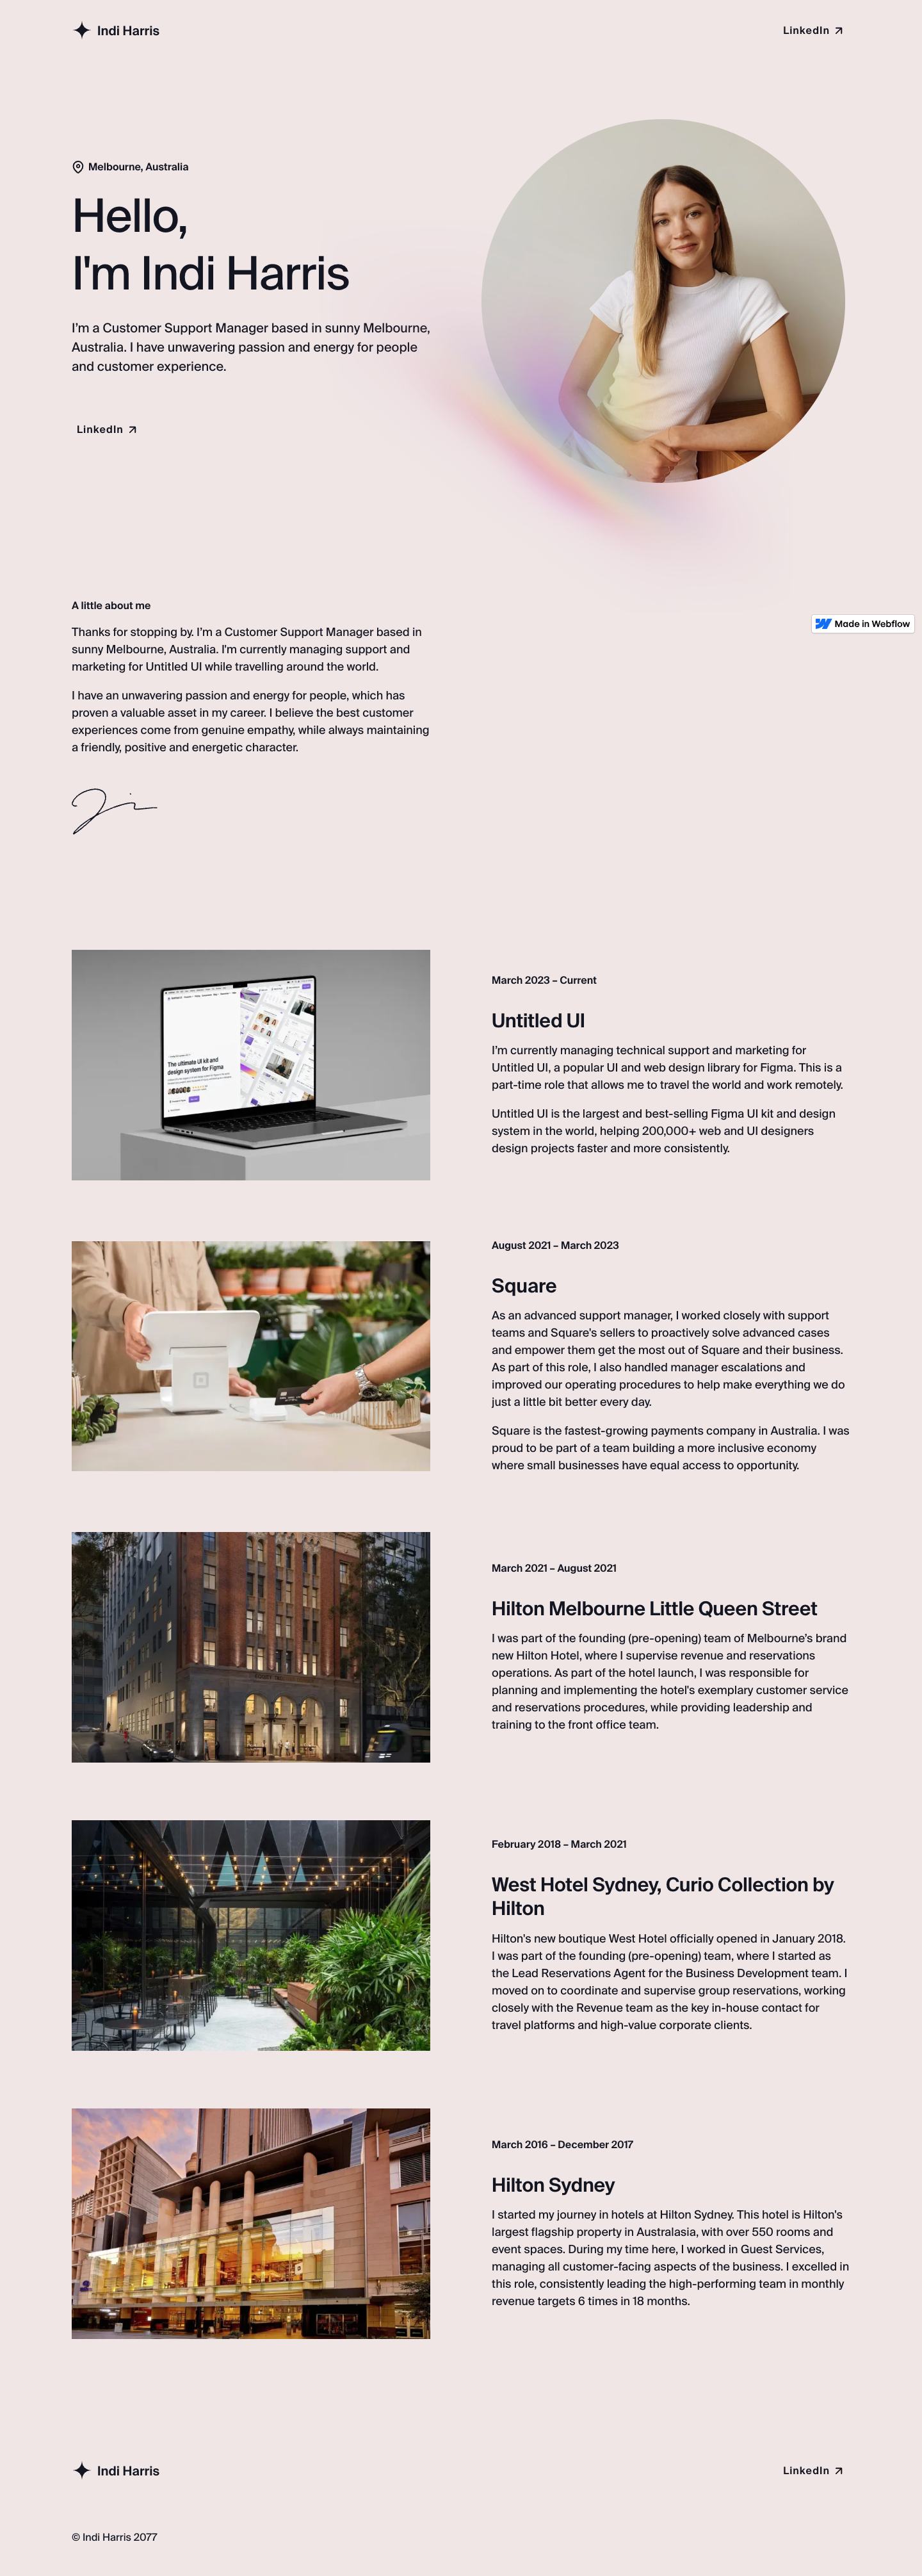 Indi Harris
LinkedIn
Melbourne, Australia
Hello,
I'm Indi Harris
I'm a Customer Support Manager based in sunny Melbourne,
Australia. I have unwavering passion and energy for people
and customer experience.
LinkedIn
A little about me
Thanks for stopping by. I'm a Customer Support Manager based in
sunny Melbourne, Australia. I'm currently managing support and
marketing for Untitled UI while travelling around the world.
I have an unwavering passion and energy for people, which has
proven a valuable asset in my career. I believe the best customer
experiences come from genuine empathy, while always maintaining
a friendly, positive and energetic character.
Made in Webflow
The ultimate UI kit and
design system for Figma
March 2023 – Current
Untitled UI
I'm currently managing technical support and marketing for
Untitled UI, a popular UI and web design library for Figma. This is a
part-time role that allows me to travel the world and work remotely.
Untitled UI is the largest and best-selling Figma UI kit and design
system in the world, helping 200,000+ web and UI designers
design projects faster and more consistently.
August 2021 – March 2023
Square
As an advanced support manager, I worked closely with support
teams and Square's sellers to proactively solve advanced cases
and empower them get the most out of Square and their business.
As part of this role, I also handled manager escalations and
improved our operating procedures to help make everything we do
just a little bit better every day.
Square is the fastest-growing payments company in Australia. I was
proud to be part of a team building a more inclusive economy
where small businesses have equal access to opportunity.
March 2021 – August 2021
Hilton Melbourne Little Queen Street
I was part of the founding (pre-opening) team of Melbourne's brand
new Hilton Hotel, where I supervise revenue and reservations
operations. As part of the hotel launch, I was responsible for
planning and implementing the hotel's exemplary customer service
and reservations procedures, while providing leadership and
training to the front office team.
February 2018 – March 2021
West Hotel Sydney, Curio Collection by
Hilton
Hilton's new boutique West Hotel officially opened in January 2018.
I was part of the founding (pre-opening) team, where I started as
the Lead Reservations Agent for the Business Development team. I
moved on to coordinate and supervise group reservations, working
closely with the Revenue team as the key in-house contact for
travel platforms and high-value corporate clients.
March 2016 – December 2017
Hilton Sydney
I started my journey in hotels at Hilton Sydney. This hotel is Hilton's
largest flagship property in Australasia, with over 550 rooms and
event spaces. During my time here, I worked in Guest Services,
managing all customer-facing aspects of the business. I excelled in
this role, consistently leading the high-performing team in monthly
revenue targets 6 times in 18 months.
Indi Harris
LinkedIn
© Indi Harris 2077